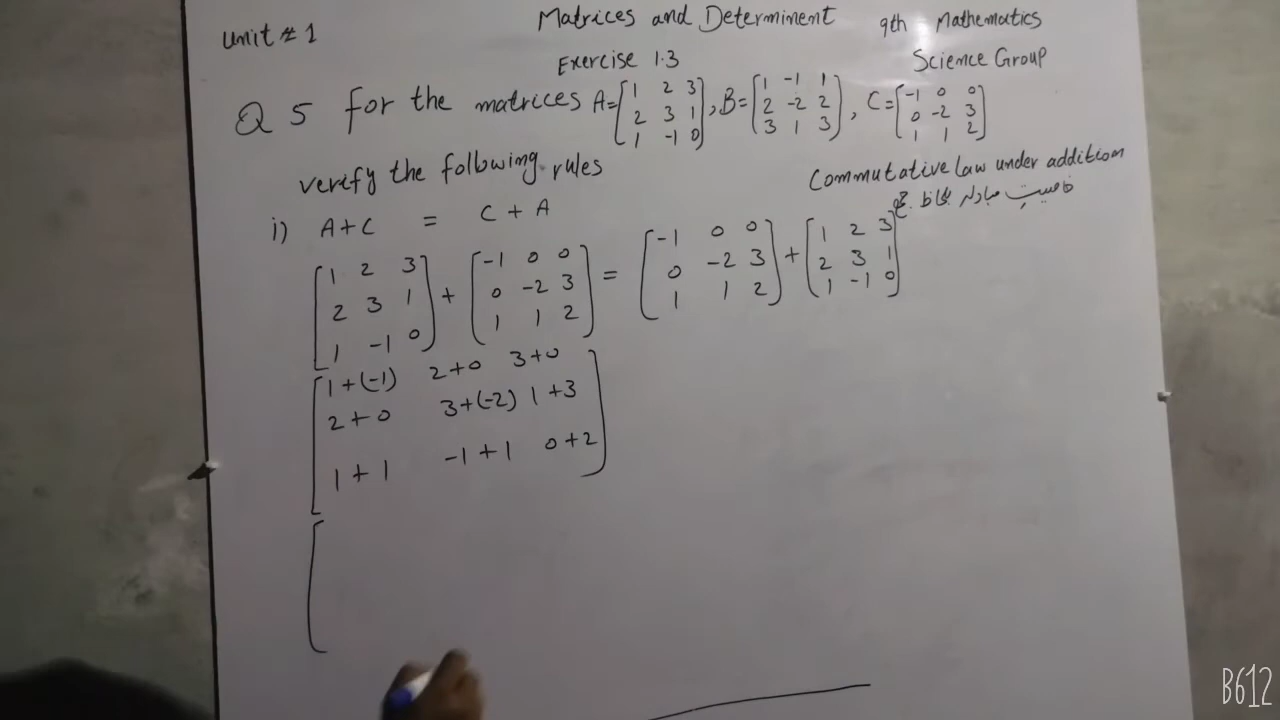 unit # 1 Matrices and Determinent 9th Mathematics
Exercise 1.3 Science Group
Q 5 for the matrices A=[1 2 3 2 3 1 1 -1 0], B=[1 -1 1 2 -2 2 3 1 3], C=[-1 0 0 0 -2 3 1 1 2]
verify the following rules Commutative law under addition
خاصیتِ مبادلہ بلحاظ جمع
i) A+C = C+A
[1 2 3 2 3 1 1 -1 0] + [-1 0 0 0 -2 3 1 1 2] = [-1 0 0 0 -2 3 1 1 2] + [1 2 3 2 3 1 1 -1 0]
[1+(-1) 2+0 3+0
2+0 3+(-2) 1+3
1+1 -1+1 0+2]
[
B612